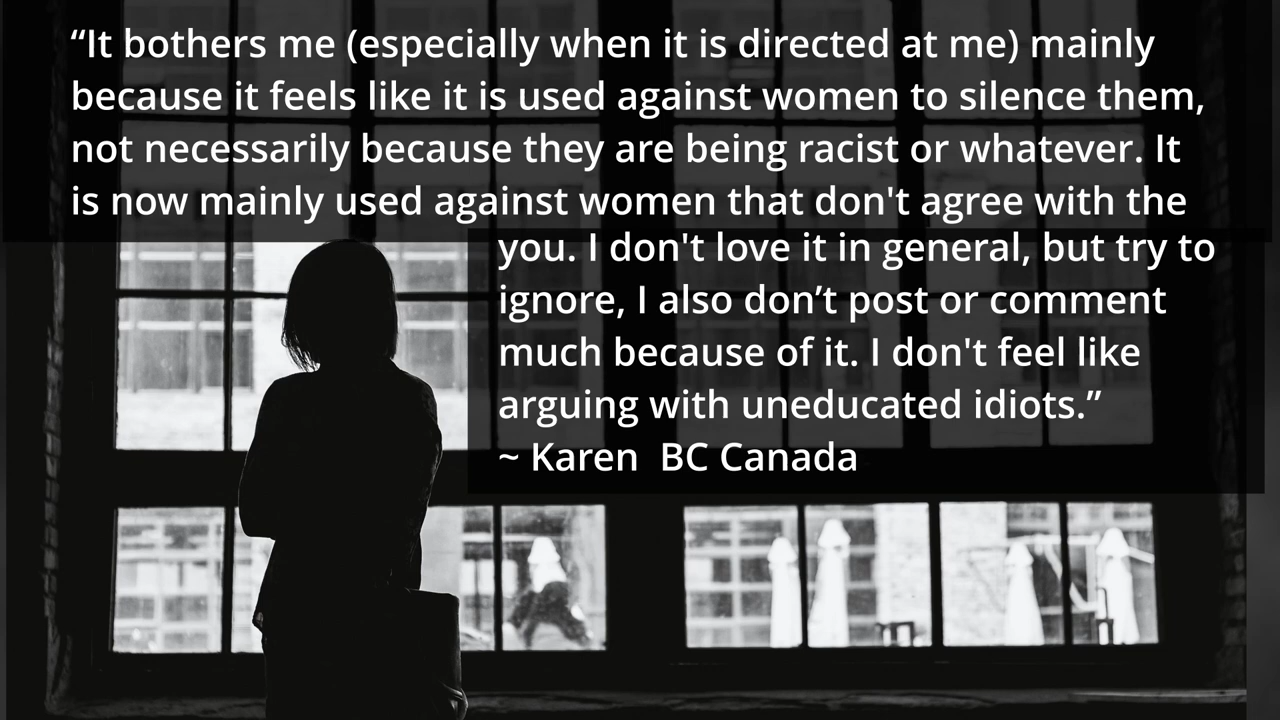 “It bothers me (especially when it is directed at me) mainly
because it feels like it is used against women to silence them,
not necessarily because they are being racist or whatever. It
is now mainly used against women that don't agree with the
you. I don't love it in general, but try to
ignore, I also don’t post or comment
much because of it. I don't feel like
arguing with uneducated idiots.”
~ Karen  BC Canada